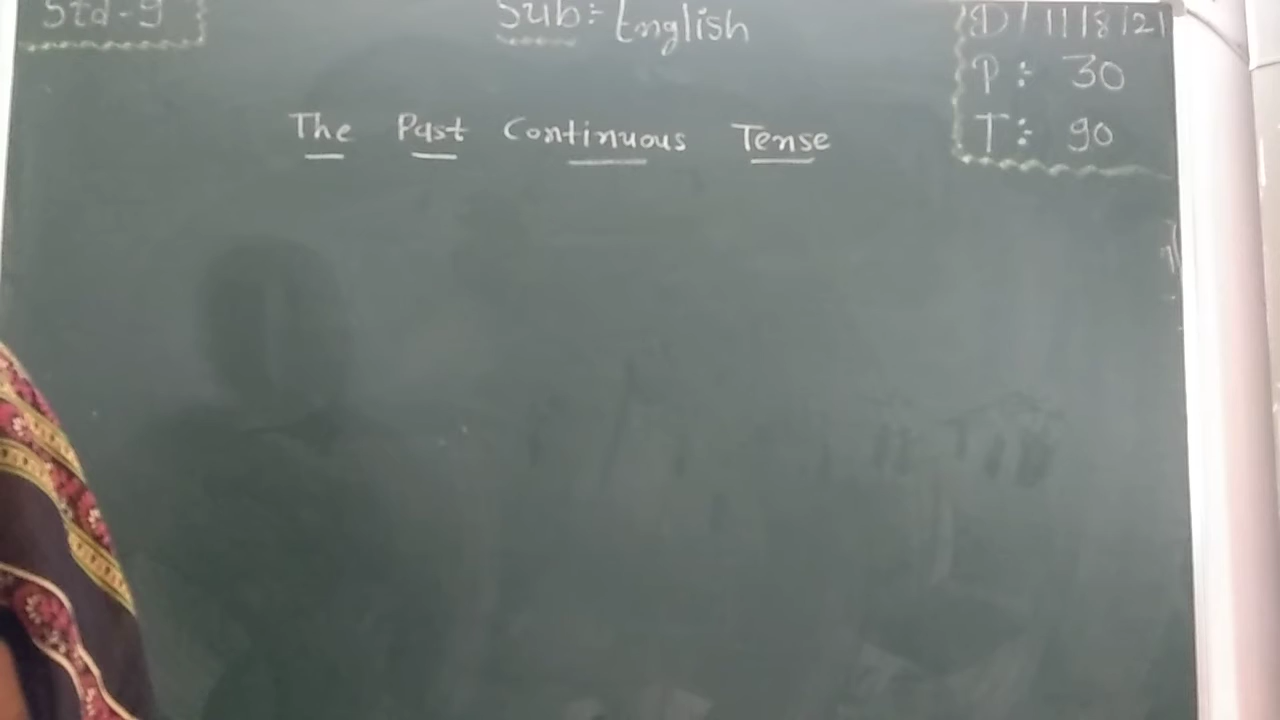 Std-9
Sub:- English
D / 11/8/21
P : 30
T : 90
The Past Continuous Tense